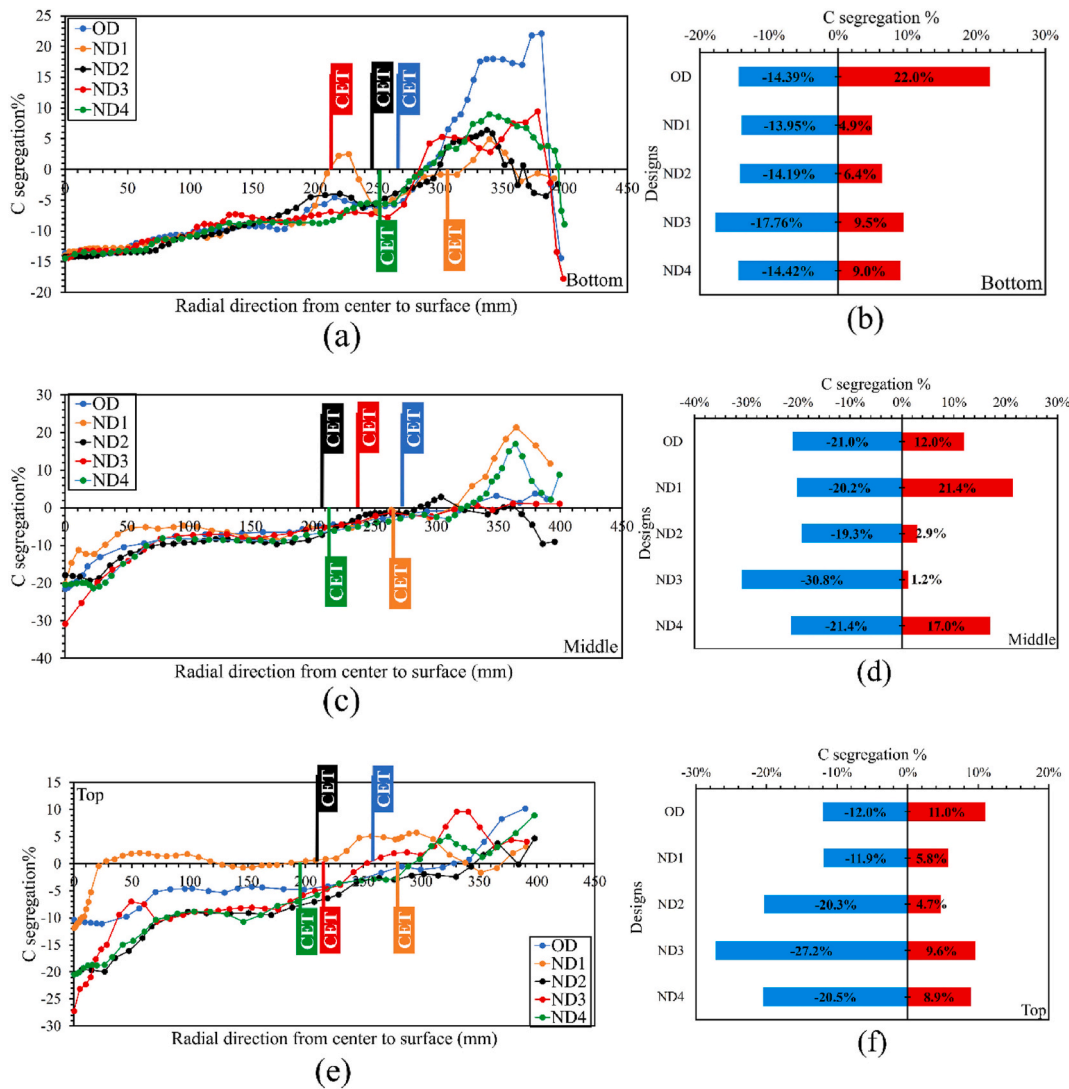 25
20
15
10
5
0
-5
-10
-15
-20
C segregation%
OD
ND1
ND2
ND3
ND4
CET
CET
CET
CET
CET
0 50 100 150 200 250 300 350 400 450
Bottom
Radial direction from center to surface (mm)
(a)
C segregation %
-20% -10% 0% 10% 20% 30%
Designs
OD -14.39% 22.0%
ND1 -13.95% 4.9%
ND2 -14.19% 6.4%
ND3 -17.76% 9.5%
ND4 -14.42% 9.0%
Bottom
(b)
30
20
10
0
-10
-20
-30
-40
C segregation%
OD
ND1
ND2
ND3
ND4
CET
CET
CET
CET
CET
0 50 100 150 200 250 300 350 400 450
Middle
Radial direction from center to surface (mm)
(c)
C segregation %
-40% -30% -20% -10% 0% 10% 20% 30%
Designs
OD -21.0% 12.0%
ND1 -20.2% 21.4%
ND2 -19.3% 2.9%
ND3 -30.8% 1.2%
ND4 -21.4% 17.0%
Middle
(d)
15
10
5
0
-5
-10
-15
-20
-25
-30
C segregation%
Top
CET
CET
CET
CET
CET
0 50 100 150 200 250 300 350 400 450
OD
ND1
ND2
ND3
ND4
Radial direction from center to surface (mm)
(e)
C segregation %
-30% -20% -10% 0% 10% 20%
Designs
OD -12.0% 11.0%
ND1 -11.9% 5.8%
ND2 -20.3% 4.7%
ND3 -27.2% 9.6%
ND4 -20.5% 8.9%
Top
(f)